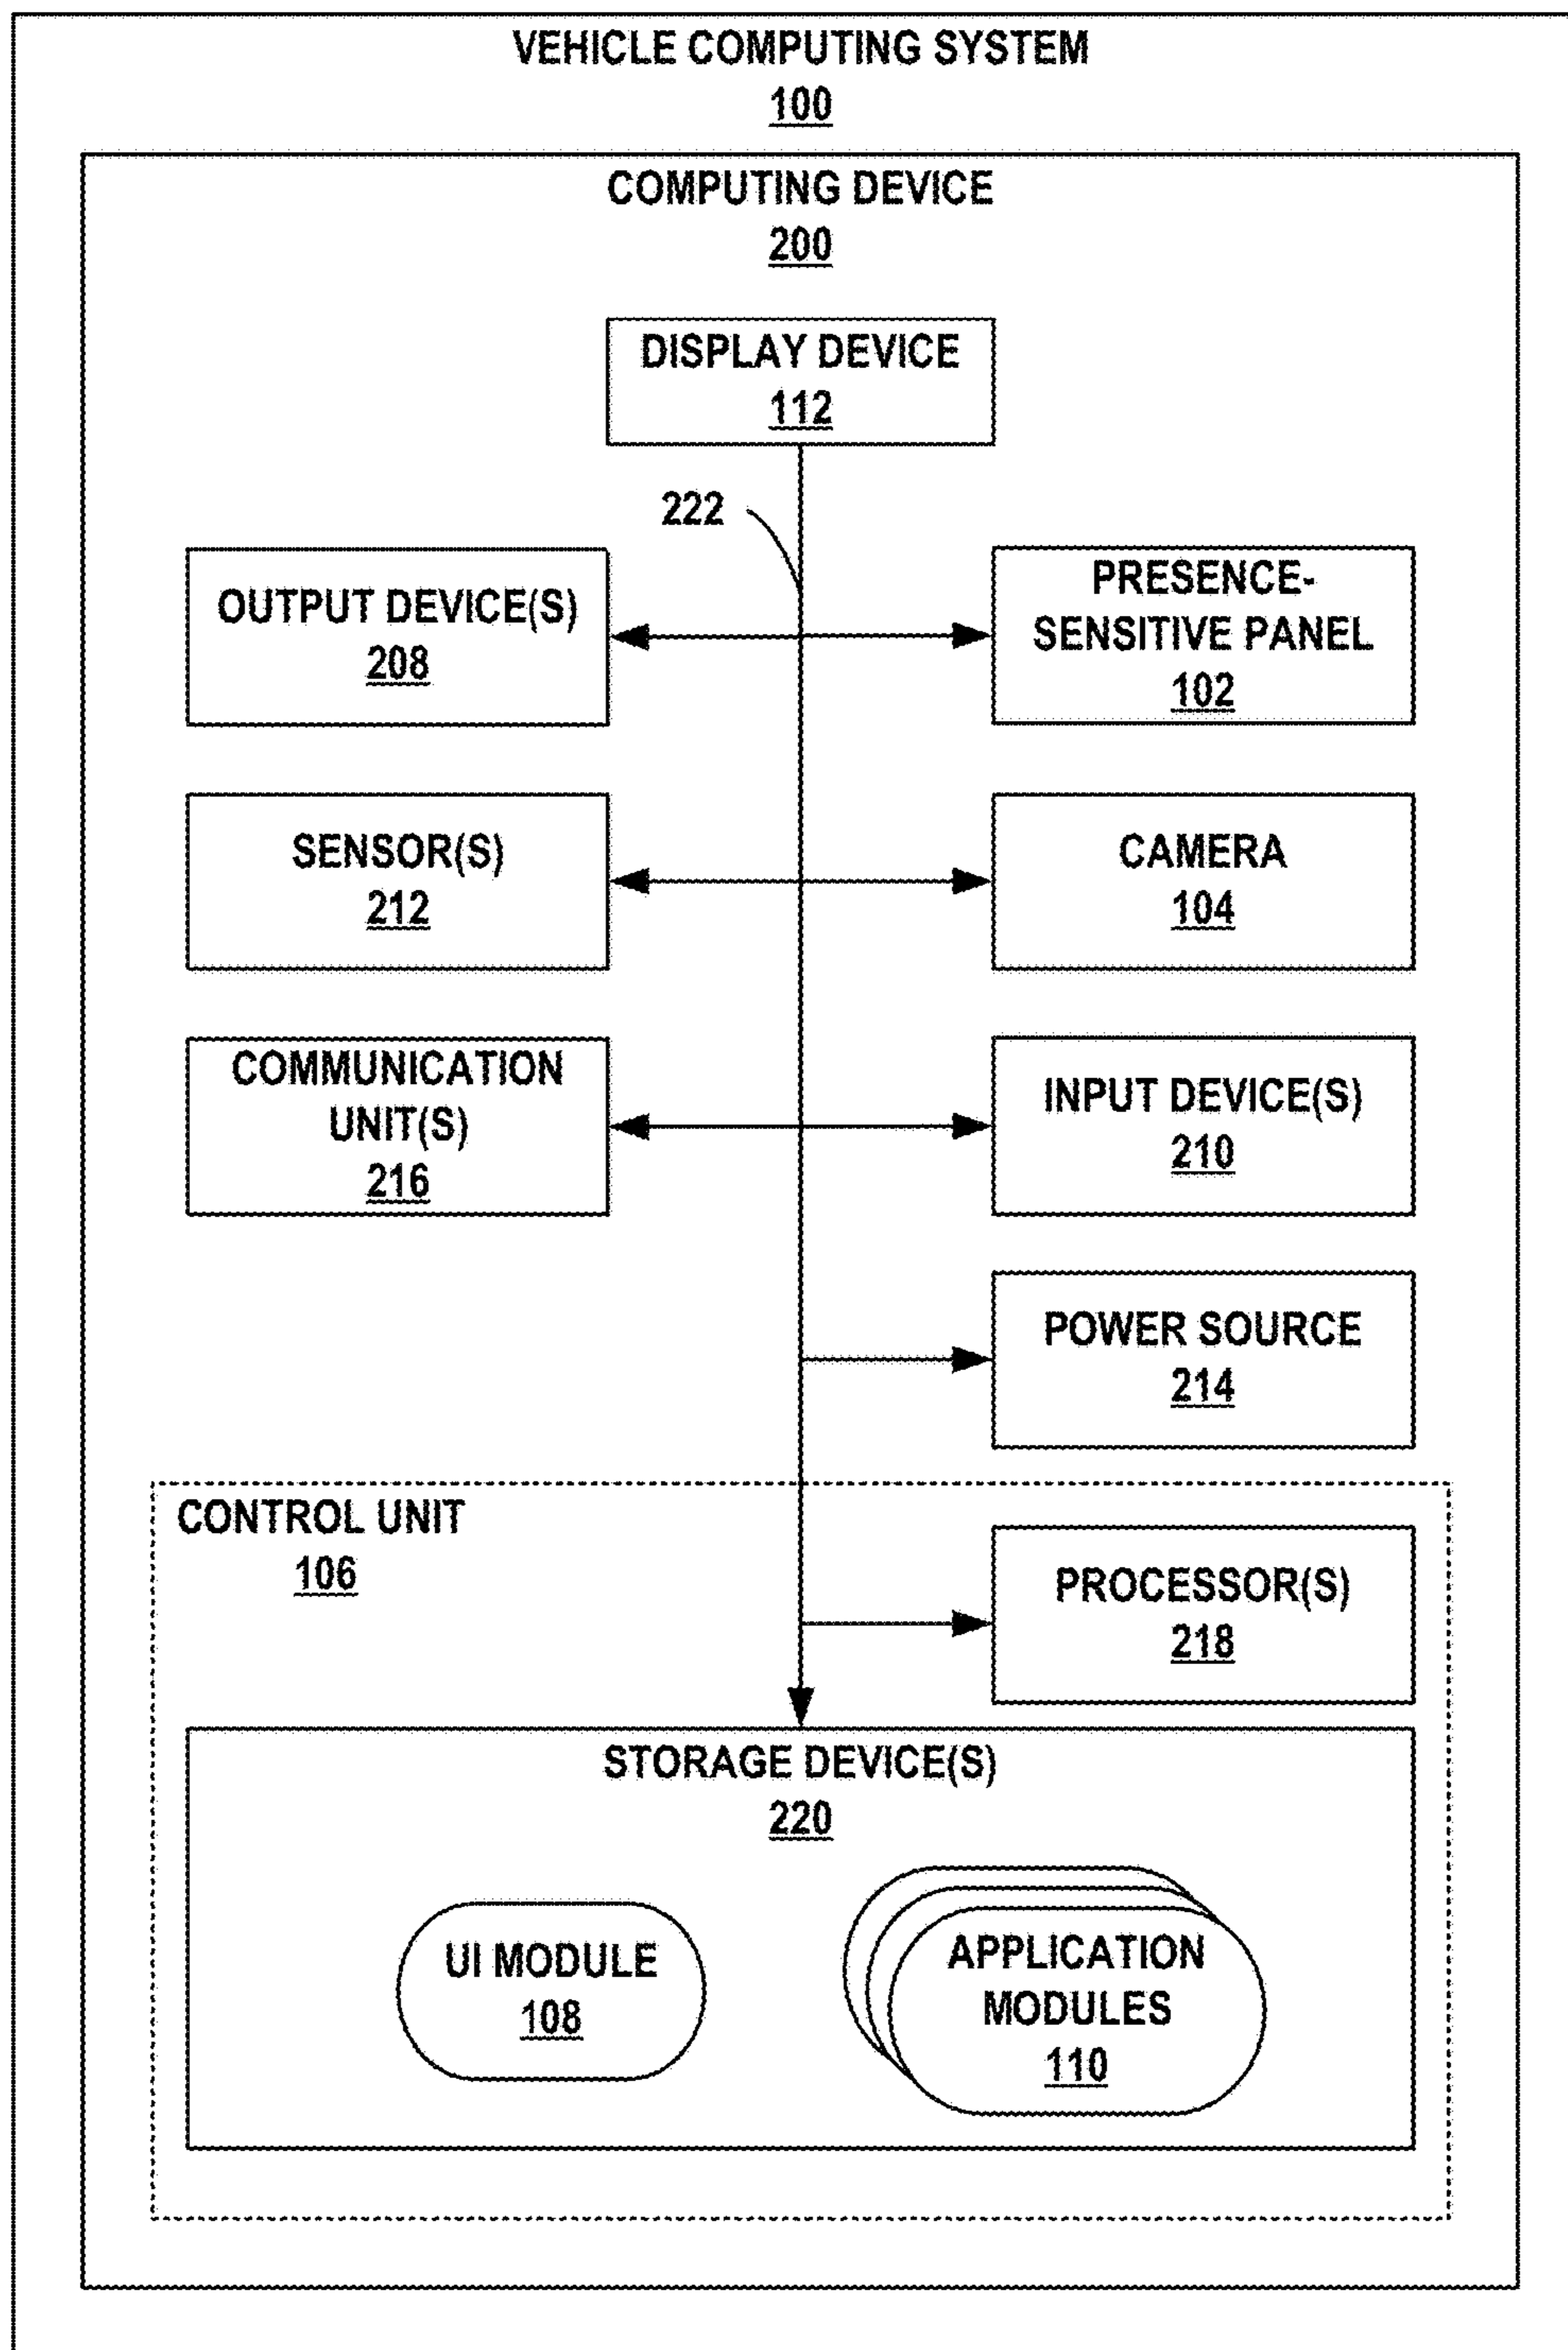 VEHICLE COMPUTING SYSTEM
100
COMPUTING DEVICE
200
DISPLAY DEVICE
112
222
OUTPUT DEVICE(S)
208
PRESENCE-
SENSITIVE PANEL
102
SENSOR(S)
212
CAMERA
104
COMMUNICATION
UNIT(S)
216
INPUT DEVICE(S)
210
POWER SOURCE
214
CONTROL UNIT
106
PROCESSOR(S)
218
STORAGE DEVICE(S)
220
UI MODULE
108
APPLICATION
MODULES
110